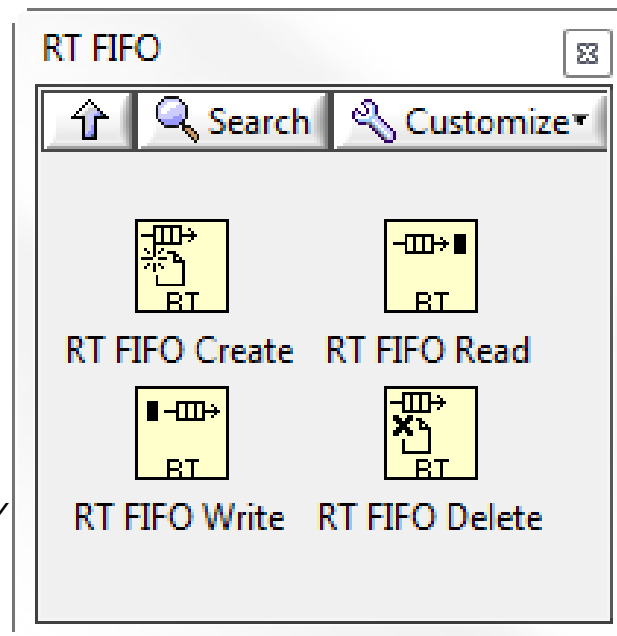 RT FIFO
Search Customize
RT RT
RT FIFO Create RT FIFO Read
RT RT
RT FIFO Write RT FIFO Delete